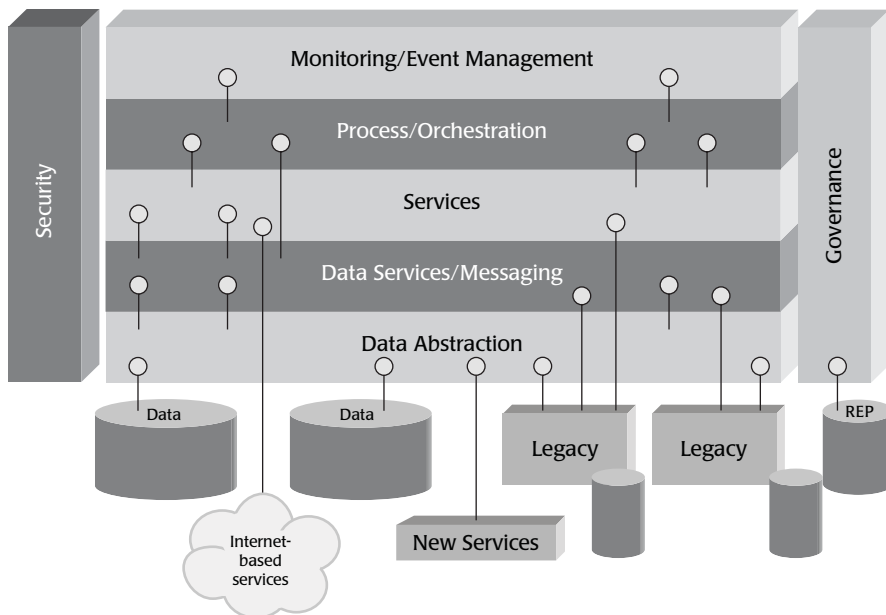 Security
Monitoring/Event Management
Process/Orchestration
Services
Data Services/Messaging
Data Abstraction
Governance
Data
Data
Legacy
Legacy
REP
Internet-
based
services
New Services